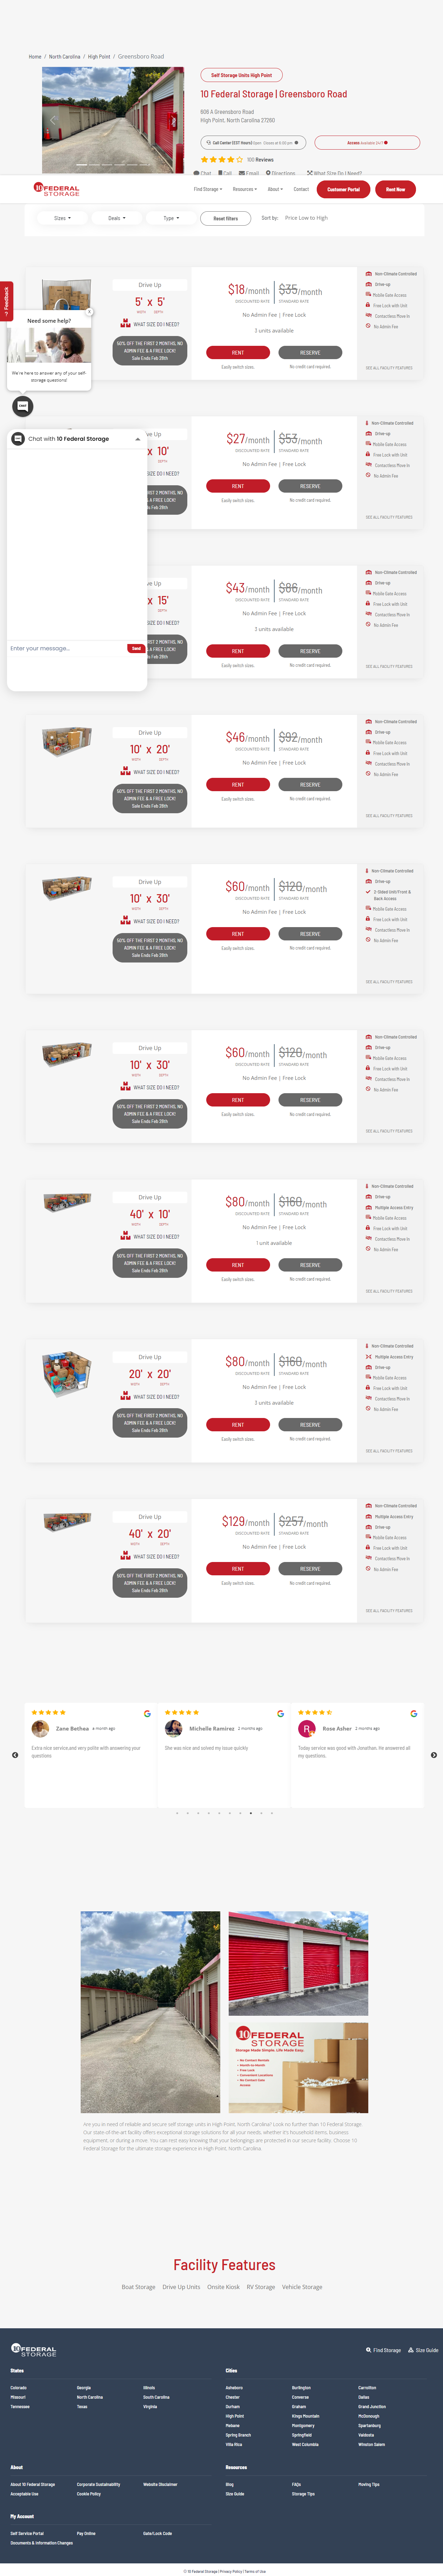 Home / North Carolina / High Point / Greensboro Road
Self Storage Units High Point
10 Federal Storage | Greensboro Road
608 A Greensboro Road
High Point, North Carolina 27260
Access Available 24×7
Reviews
Chat Call Email Directions What Size Do I Need?
10 FEDERAL STORAGE
Find Storage Resources About Contact Customer Portal Rent Now
Sizes Deals Type Reset filters Sort by: Price Low to High
Feedback
Need some help?
We're here to answer any of your self-storage questions!
Chat with 10 Federal Storage
Enter your message...
Send
Drive Up
5' x 5'
WIDTH DEPTH
WHAT SIZE DO I NEED?
50% OFF THE FIRST 2 MONTHS, NO
ADMIN FEE & A FREE LOCK!
Sale Ends Feb 28th
$18/month $35/month
DISCOUNTED RATE STANDARD RATE
No Admin Fee | Free Lock
3 units available
RENT RESERVE
Easily switch sizes. No credit card required.
Non-Climate Controlled
Drive-up
Mobile Gate Access
Free Lock with Unit
Contactless Move In
No Admin Fee
SEE ALL FACILITY FEATURES
ve Up
x 10'
DEPTH
SIZE DO I NEED?
FIRST 2 MONTHS, NO
& A FREE LOCK!
ds Feb 28th
$27/month $53/month
DISCOUNTED RATE STANDARD RATE
No Admin Fee | Free Lock
RENT RESERVE
Easily switch sizes. No credit card required.
Non-Climate Controlled
Drive-up
Mobile Gate Access
Free Lock with Unit
Contactless Move In
No Admin Fee
SEE ALL FACILITY FEATURES
ve Up
x 15'
DEPTH
SIZE DO I NEED?
FIRST 2 MONTHS, NO
& A FREE LOCK!
ds Feb 28th
$43/month $86/month
DISCOUNTED RATE STANDARD RATE
No Admin Fee | Free Lock
2 units available
RENT RESERVE
Easily switch sizes. No credit card required.
Non-Climate Controlled
Drive-up
Mobile Gate Access
Free Lock with Unit
Contactless Move In
No Admin Fee
SEE ALL FACILITY FEATURES
Drive Up
10' x 20'
WIDTH DEPTH
WHAT SIZE DO I NEED?
50% OFF THE FIRST 2 MONTHS, NO
ADMIN FEE & A FREE LOCK!
Sale Ends Feb 28th
$46/month $92/month
DISCOUNTED RATE STANDARD RATE
No Admin Fee | Free Lock
RENT RESERVE
Easily switch sizes. No credit card required.
Non-Climate Controlled
Drive-up
Mobile Gate Access
Free Lock with Unit
Contactless Move In
No Admin Fee
SEE ALL FACILITY FEATURES
Drive Up
10' x 30'
WIDTH DEPTH
WHAT SIZE DO I NEED?
50% OFF THE FIRST 2 MONTHS, NO
ADMIN FEE & A FREE LOCK!
Sale Ends Feb 28th
$60/month $120/month
DISCOUNTED RATE STANDARD RATE
No Admin Fee | Free Lock
RENT RESERVE
Easily switch sizes. No credit card required.
Non-Climate Controlled
Drive-up
2-Sided Unit/Front &
Back Access
Mobile Gate Access
Free Lock with Unit
Contactless Move In
No Admin Fee
SEE ALL FACILITY FEATURES
Drive Up
10' x 30'
WIDTH DEPTH
WHAT SIZE DO I NEED?
50% OFF THE FIRST 2 MONTHS, NO
ADMIN FEE & A FREE LOCK!
Sale Ends Feb 28th
$60/month $120/month
DISCOUNTED RATE STANDARD RATE
No Admin Fee | Free Lock
RENT RESERVE
Easily switch sizes. No credit card required.
Non-Climate Controlled
Drive-up
Mobile Gate Access
Free Lock with Unit
Contactless Move In
No Admin Fee
SEE ALL FACILITY FEATURES
Drive Up
40' x 10'
WIDTH DEPTH
WHAT SIZE DO I NEED?
50% OFF THE FIRST 2 MONTHS, NO
ADMIN FEE & A FREE LOCK!
Sale Ends Feb 28th
$80/month $160/month
DISCOUNTED RATE STANDARD RATE
No Admin Fee | Free Lock
1 unit available
RENT RESERVE
Easily switch sizes. No credit card required.
Non-Climate Controlled
Drive-up
Multiple Access Entry
Mobile Gate Access
Free Lock with Unit
Contactless Move In
No Admin Fee
SEE ALL FACILITY FEATURES
Drive Up
20' x 20'
WIDTH DEPTH
WHAT SIZE DO I NEED?
50% OFF THE FIRST 2 MONTHS, NO
ADMIN FEE & A FREE LOCK!
Sale Ends Feb 28th
$80/month $160/month
DISCOUNTED RATE STANDARD RATE
No Admin Fee | Free Lock
3 units available
RENT RESERVE
Easily switch sizes. No credit card required.
Non-Climate Controlled
Multiple Access Entry
Drive-up
Mobile Gate Access
Free Lock with Unit
Contactless Move In
No Admin Fee
SEE ALL FACILITY FEATURES
Drive Up
40' x 20'
WIDTH DEPTH
WHAT SIZE DO I NEED?
50% OFF THE FIRST 2 MONTHS, NO
ADMIN FEE & A FREE LOCK!
Sale Ends Feb 28th
$129/month $257/month
DISCOUNTED RATE STANDARD RATE
No Admin Fee | Free Lock
RENT RESERVE
Easily switch sizes. No credit card required.
Non-Climate Controlled
Multiple Access Entry
Drive-up
Mobile Gate Access
Free Lock with Unit
Contactless Move In
No Admin Fee
SEE ALL FACILITY FEATURES
Zane Bethea a month ago
Extra nice service,and very polite with answering your
questions
Michelle Ramirez 2 months ago
She was nice and solved my issue quickly
Rose Asher 2 months ago
Today service was good with Jonathan. He answered all
my questions.
10 FEDERAL STORAGE
Storage Made Simple. Life Made Easy.
No Contact Rentals
Month-to-Month
Free Lock
Convenient Locations
No Contact Gate
Access
Are you in need of reliable and secure self storage units in High Point, North Carolina? Look no further than 10 Federal Storage.
Our state-of-the-art facility offers exceptional storage solutions for all your needs, whether it's household items, business
equipment, or during a move. You can rest easy knowing that your belongings are protected in our secure facility. Choose 10
Federal Storage for the ultimate storage experience in High Point, North Carolina.
Facility Features
Boat Storage Drive Up Units Onsite Kiosk RV Storage Vehicle Storage
10 FEDERAL STORAGE
Find Storage Size Guide
States
Colorado Georgia Illinois
Missouri North Carolina South Carolina
Tennessee Texas Virginia
Cities
Asheboro Burlington Carrollton
Chester Converse Dallas
Durham Graham Grand Junction
High Point Kings Mountain McDonough
Mebane Montgomery Spartanburg
Spring Branch Springfield Valdosta
Villa Rica West Columbia Winston Salem
About
About 10 Federal Storage Corporate Sustainability Website Disclaimer
Acceptable Use Cookie Policy
Resources
Blog FAQs Moving Tips
Size Guide Storage Tips
My Account
Self Service Portal Pay Online Gate/Lock Code
Documents & Information Changes
© 10 Federal Storage | Privacy Policy | Terms of Use